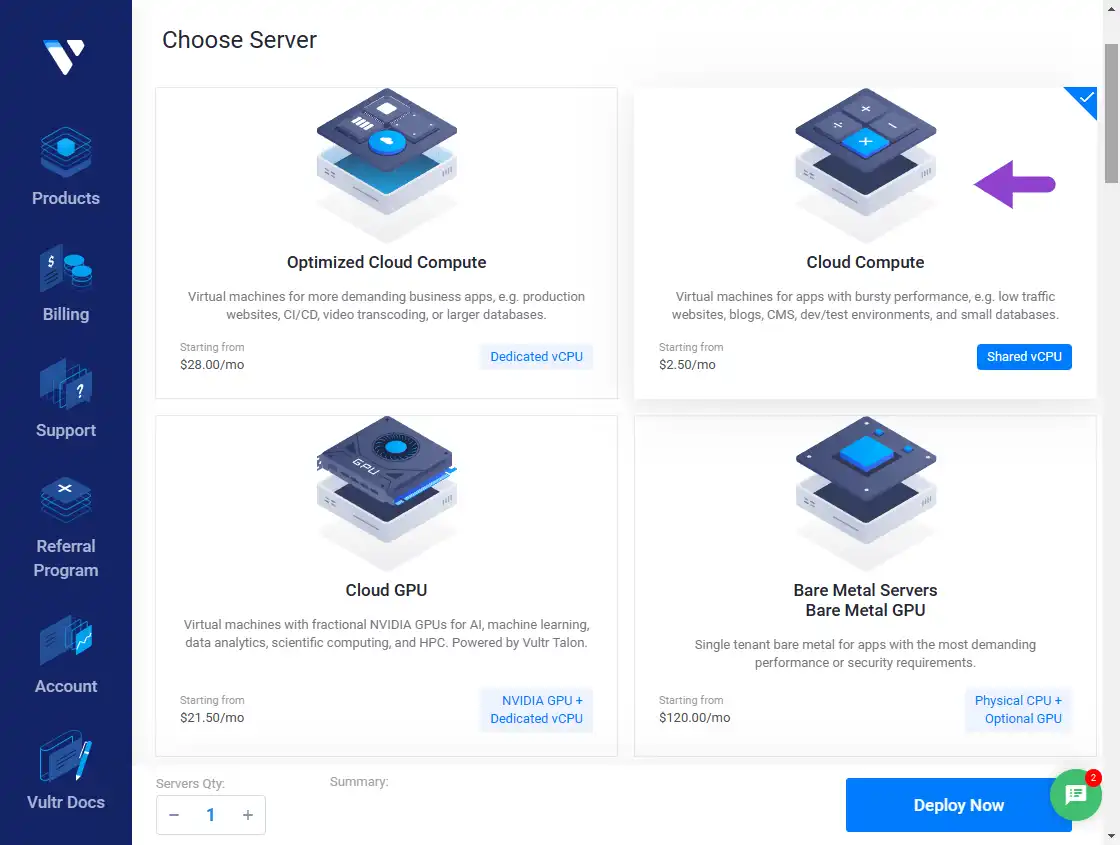 Choose Server
Products
Billing
Support
Referral
Program
Account
Vultr Docs
Optimized Cloud Compute
Virtual machines for more demanding business apps, e.g. production
websites, CI/CD, video transcoding, or larger databases.
Starting from
$28.00/mo
Dedicated vCPU
Cloud Compute
Virtual machines for apps with bursty performance, e.g. low traffic
websites, blogs, CMS, dev/test environments, and small databases.
Starting from
$2.50/mo
Shared vCPU
GPU
Cloud GPU
Virtual machines with fractional NVIDIA GPUs for AI, machine learning,
data analytics, scientific computing, and HPC. Powered by Vultr Talon.
Starting from
$21.50/mo
NVIDIA GPU +
Dedicated vCPU
Bare Metal Servers
Bare Metal GPU
Single tenant bare metal for apps with the most demanding
performance or security requirements.
Starting from
$120.00/mo
Physical CPU +
Optional GPU
Servers Qty:
− 1 +
Summary:
Deploy Now
2